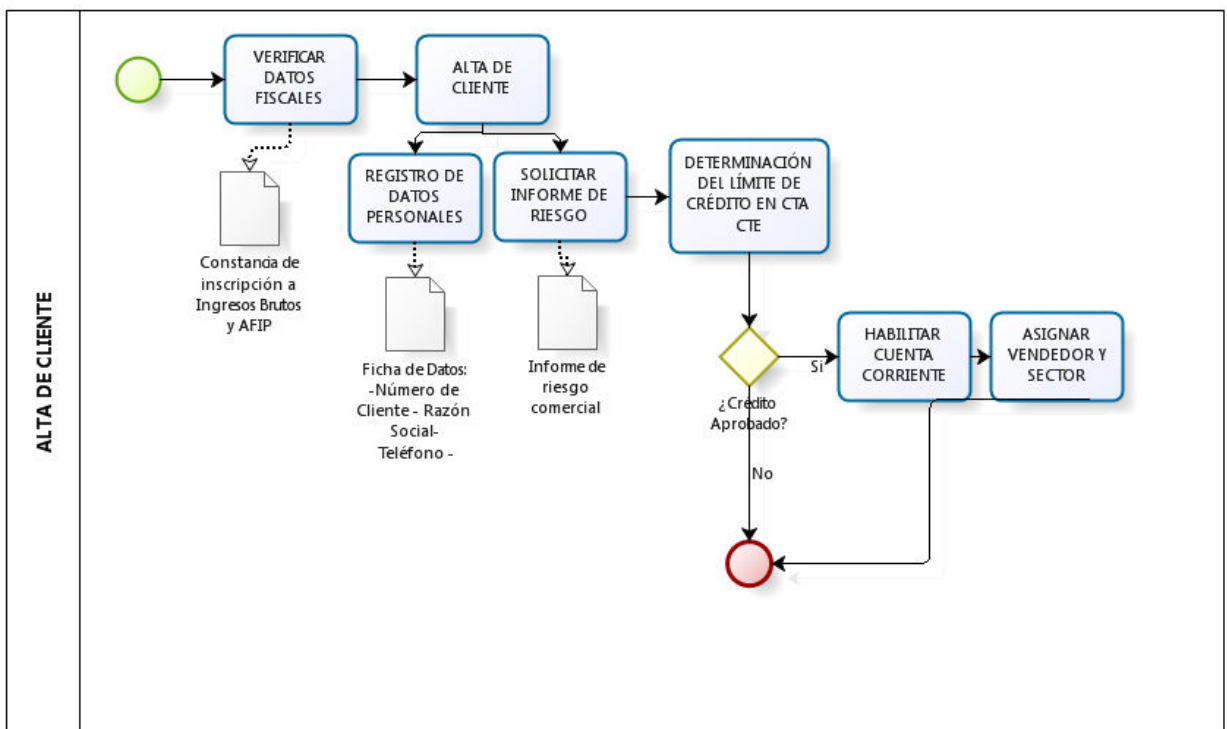 ALTA DE CLIENTE
VERIFICAR
DATOS
FISCALES
ALTA DE
CLIENTE
REGISTRO DE
DATOS
PERSONALES
SOLICITAR
INFORME DE
RIESGO
DETERMINACIÓN
DEL LÍMITE DE
CRÉDITO EN CTA
CTE
Constancia de
inscripción a
Ingresos Brutos
y AFIP
Ficha de Datos:
-Número de
Cliente - Razón
Social-
Teléfono -
Informe de
riesgo
comercial
¿Crédito
Aprobado?
Si
No
HABILITAR
CUENTA
CORRIENTE
ASIGNAR
VENDEDOR Y
SECTOR